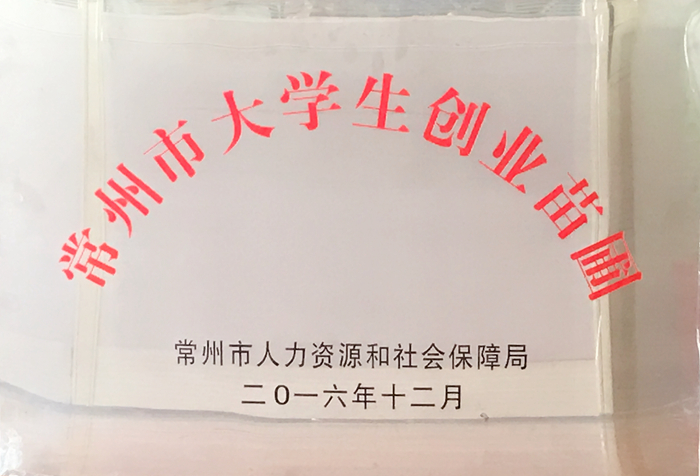 常州市大学生创业苗圃
常州市人力资源和社会保障局
二〇一六年十二月